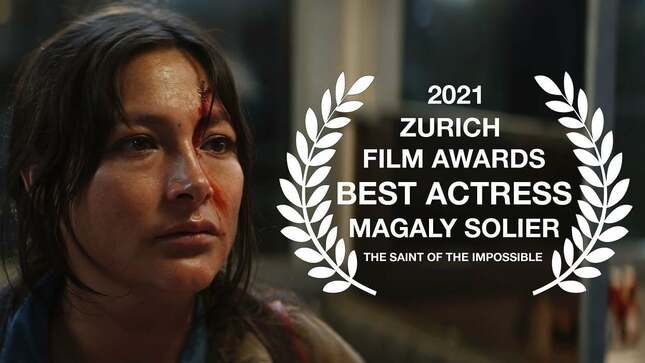 2021
ZURICH
FILM AWARDS
BEST ACTRESS
MAGALY SOLIER
THE SAINT OF THE IMPOSSIBLE